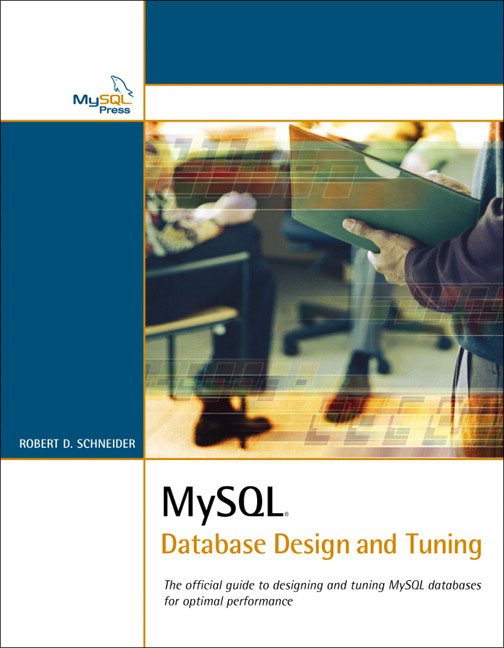 MySQL
Press
ROBERT D. SCHNEIDER
MySQL®
Database Design and Tuning
The official guide to designing and tuning MySQL databases
for optimal performance